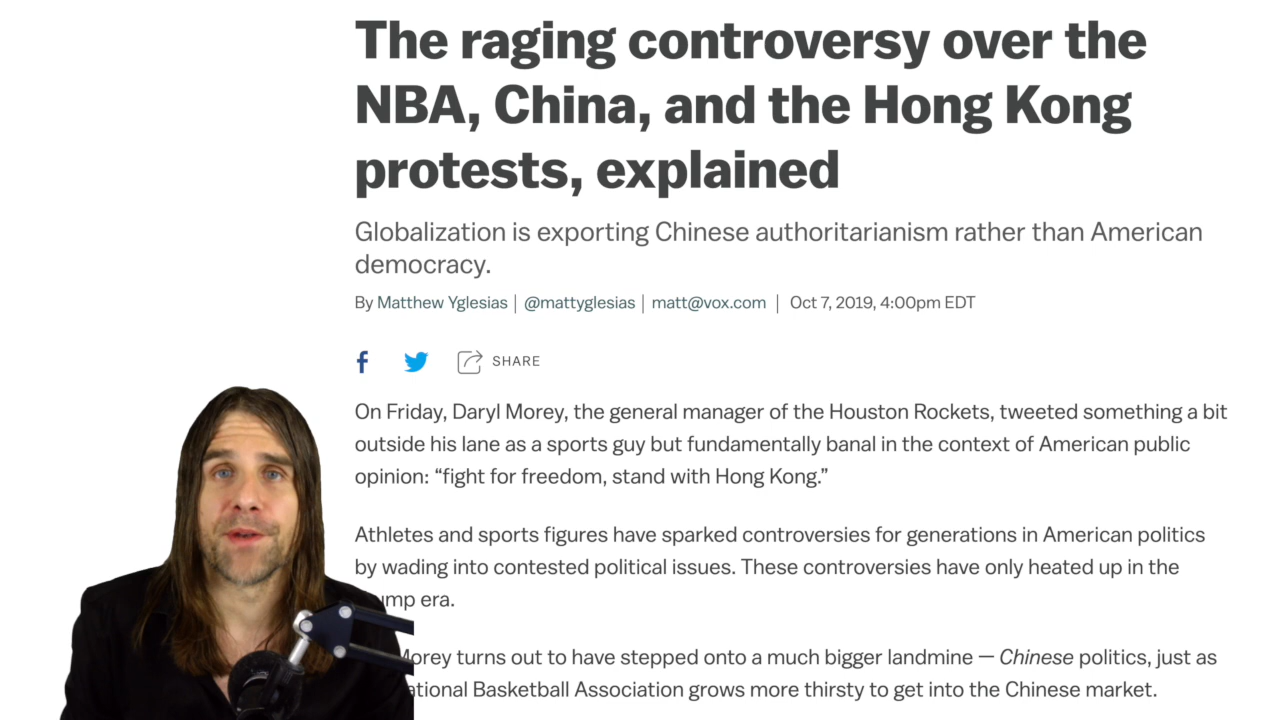 The raging controversy over the
NBA, China, and the Hong Kong
protests, explained
Globalization is exporting Chinese authoritarianism rather than American
democracy.
By Matthew Yglesias | @mattyglesias | matt@vox.com | Oct 7, 2019, 4:00pm EDT
SHARE
On Friday, Daryl Morey, the general manager of the Houston Rockets, tweeted something a bit
outside his lane as a sports guy but fundamentally banal in the context of American public
opinion: “fight for freedom, stand with Hong Kong.”
Athletes and sports figures have sparked controversies for generations in American politics
by wading into contested political issues. These controversies have only heated up in the
ump era.
Morey turns out to have stepped onto a much bigger landmine — Chinese politics, just as
ational Basketball Association grows more thirsty to get into the Chinese market.